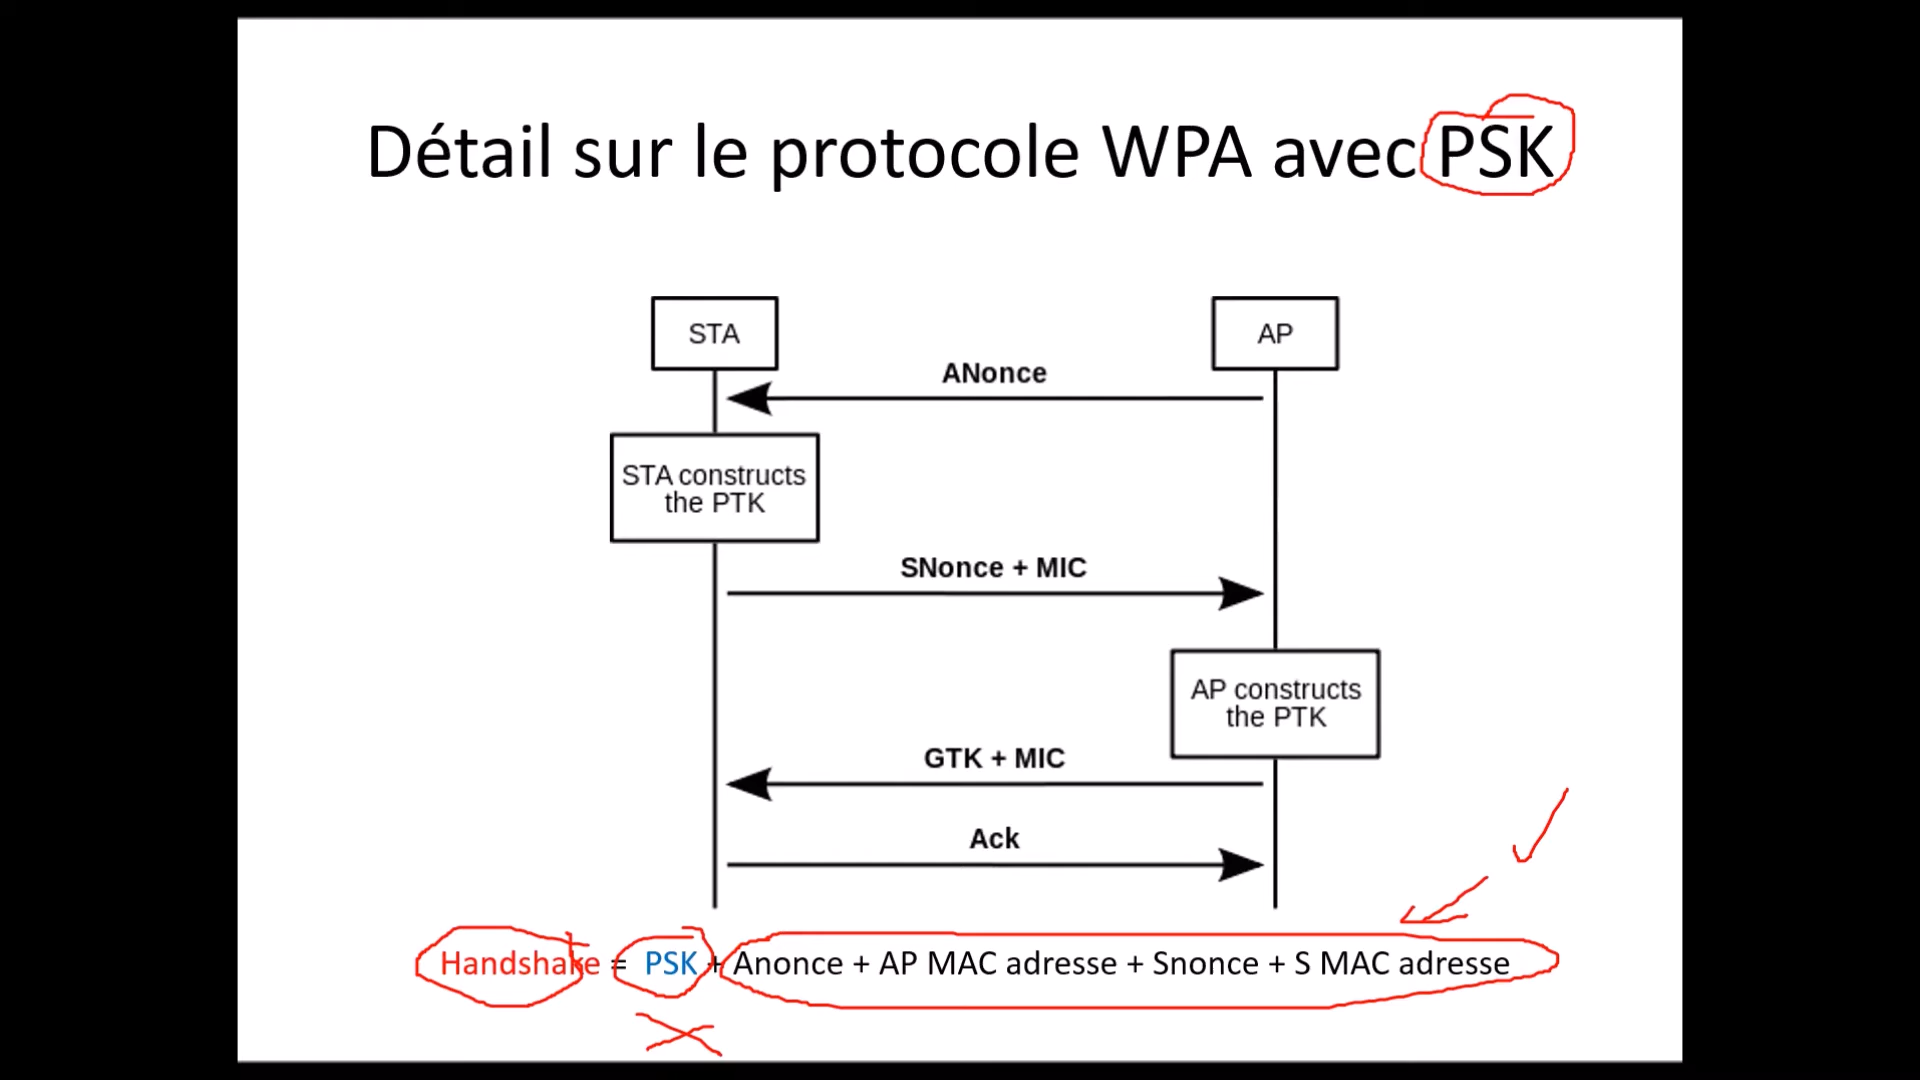 Détail sur le protocole WPA avec PSK
STA
AP
ANonce
STA constructs
the PTK
SNonce + MIC
AP constructs
the PTK
GTK + MIC
Ack
Handshake = PSK + Anonce + AP MAC adresse + Snonce + S MAC adresse